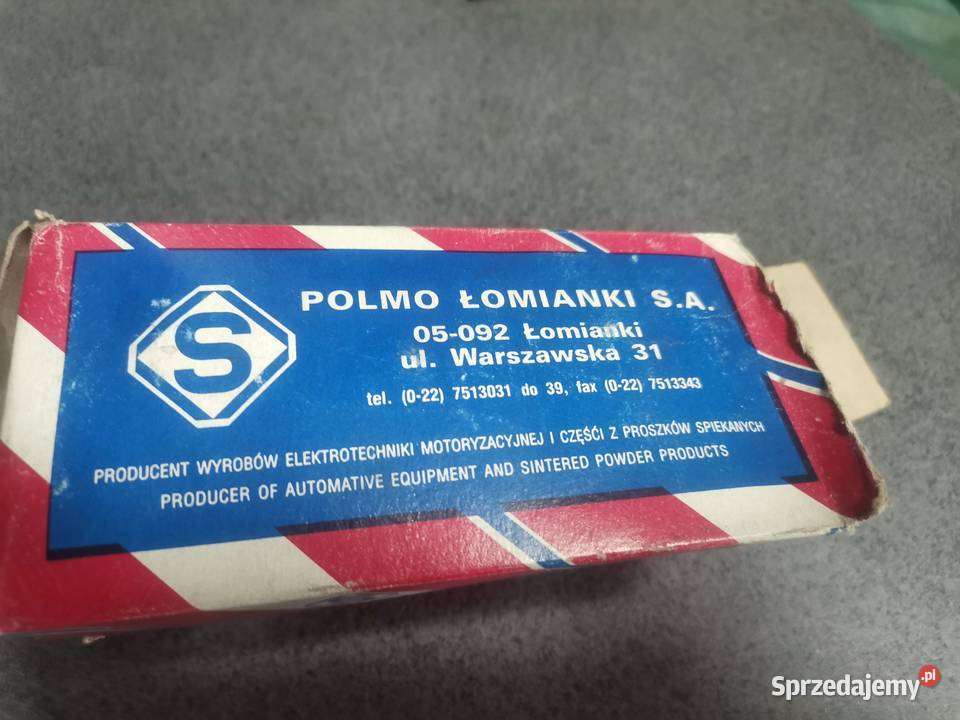 S
POLMO ŁOMIANKI S.A.
05-092 Łomianki
ul. Warszawska 31
tel. (0-22) 7513031 do 39, fax (0-22) 7513343
PRODUCENT WYROBÓW ELEKTROTECHNIKI MOTORYZACYJNEJ I CZĘŚĆI Z PROSZKÓW SPIEKANYCH
PRODUCER OF AUTOMATIVE EQUIPMENT AND SINTERED POWDER PRODUCTS
Sprzedajemy.pl